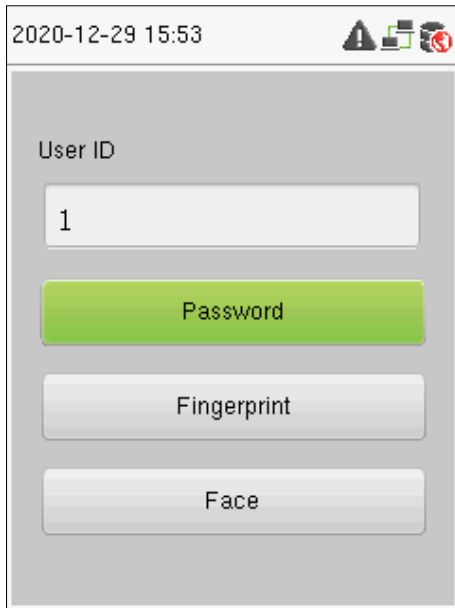 2020-12-29 15:53
User ID
1
Password
Fingerprint
Face